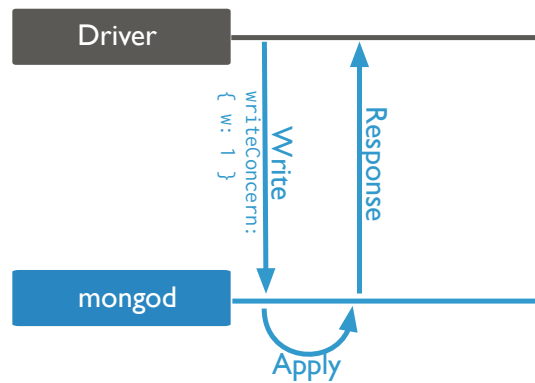 Driver
Write
writeConcern:
{ w: 1 }
Response
mongod
Apply